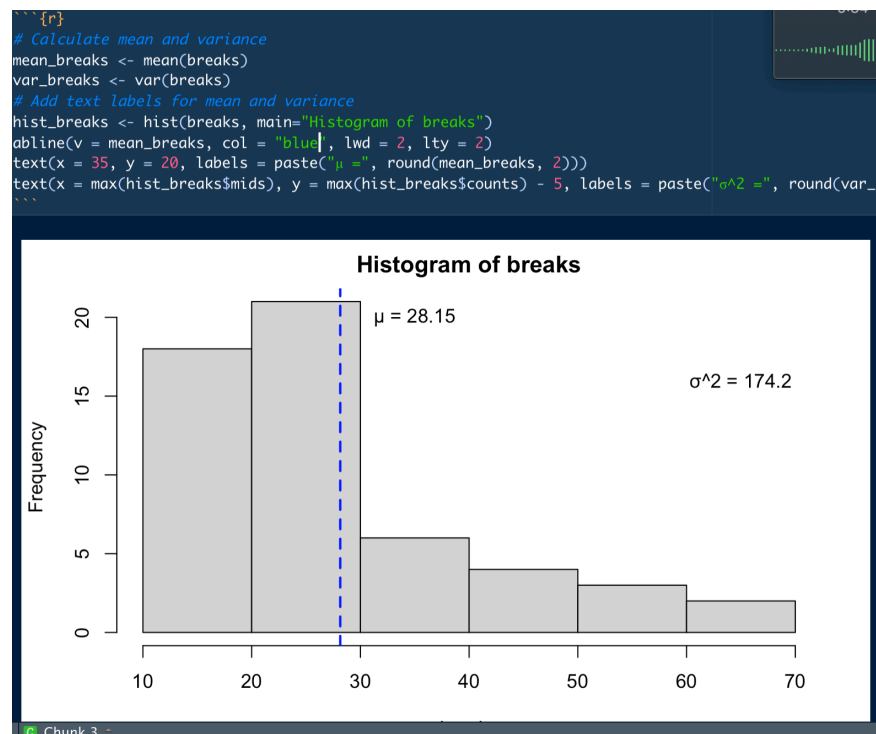 ```{r}
# Calculate mean and variance
mean_breaks <- mean(breaks)
var_breaks <- var(breaks)
# Add text labels for mean and variance
hist_breaks <- hist(breaks, main="Histogram of breaks")
abline(v = mean_breaks, col = "blue", lwd = 2, lty = 2)
text(x = 35, y = 20, labels = paste("μ =", round(mean_breaks, 2)))
text(x = max(hist_breaks$mids), y = max(hist_breaks$counts) - 5, labels = paste("σ^2 =", round(var_
```
Histogram of breaks
μ = 28.15
σ^2 = 174.2
Frequency
20
15
10
5
0
10 20 30 40 50 60 70
C Chunk 3